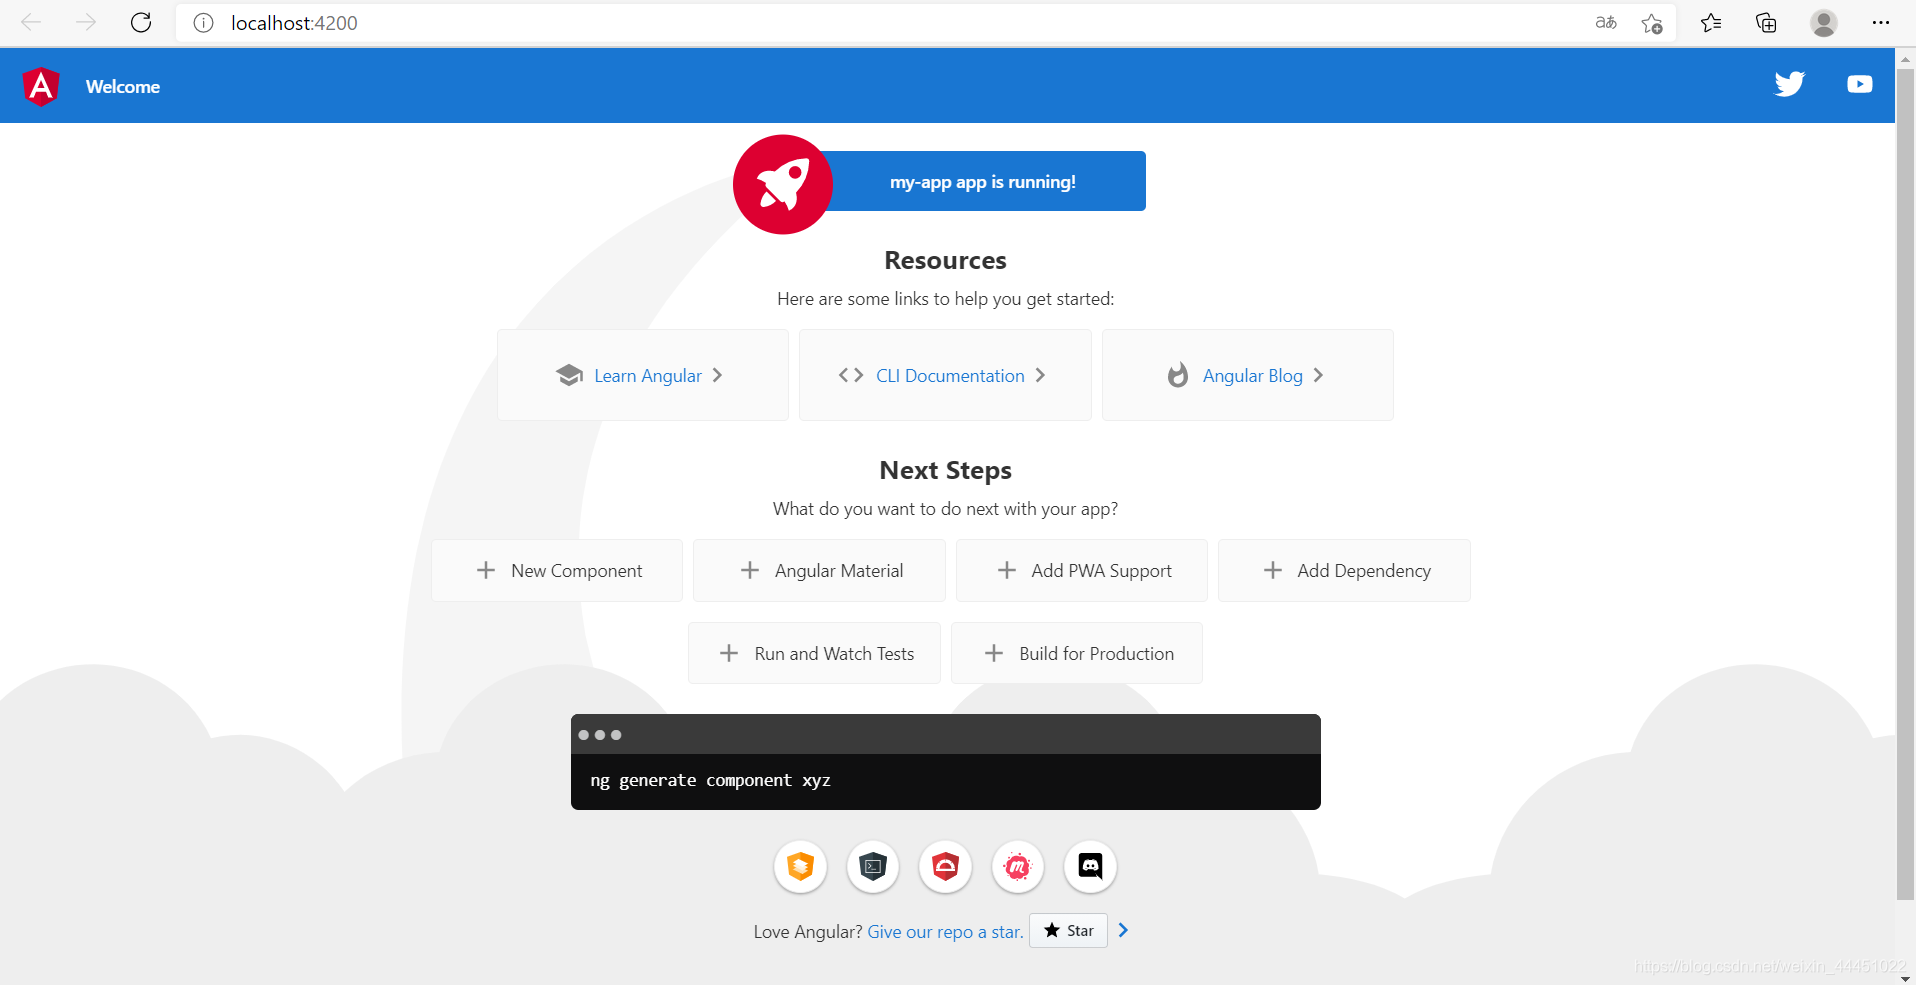 localhost:4200
aあ
Welcome
my-app app is running!
Resources
Here are some links to help you get started:
Learn Angular
CLI Documentation
Angular Blog
Next Steps
What do you want to do next with your app?
New Component
Angular Material
Add PWA Support
Add Dependency
Run and Watch Tests
Build for Production
ng generate component xyz
Love Angular? Give our repo a star. Star
https://blog.csdn.net/weixin_44451022